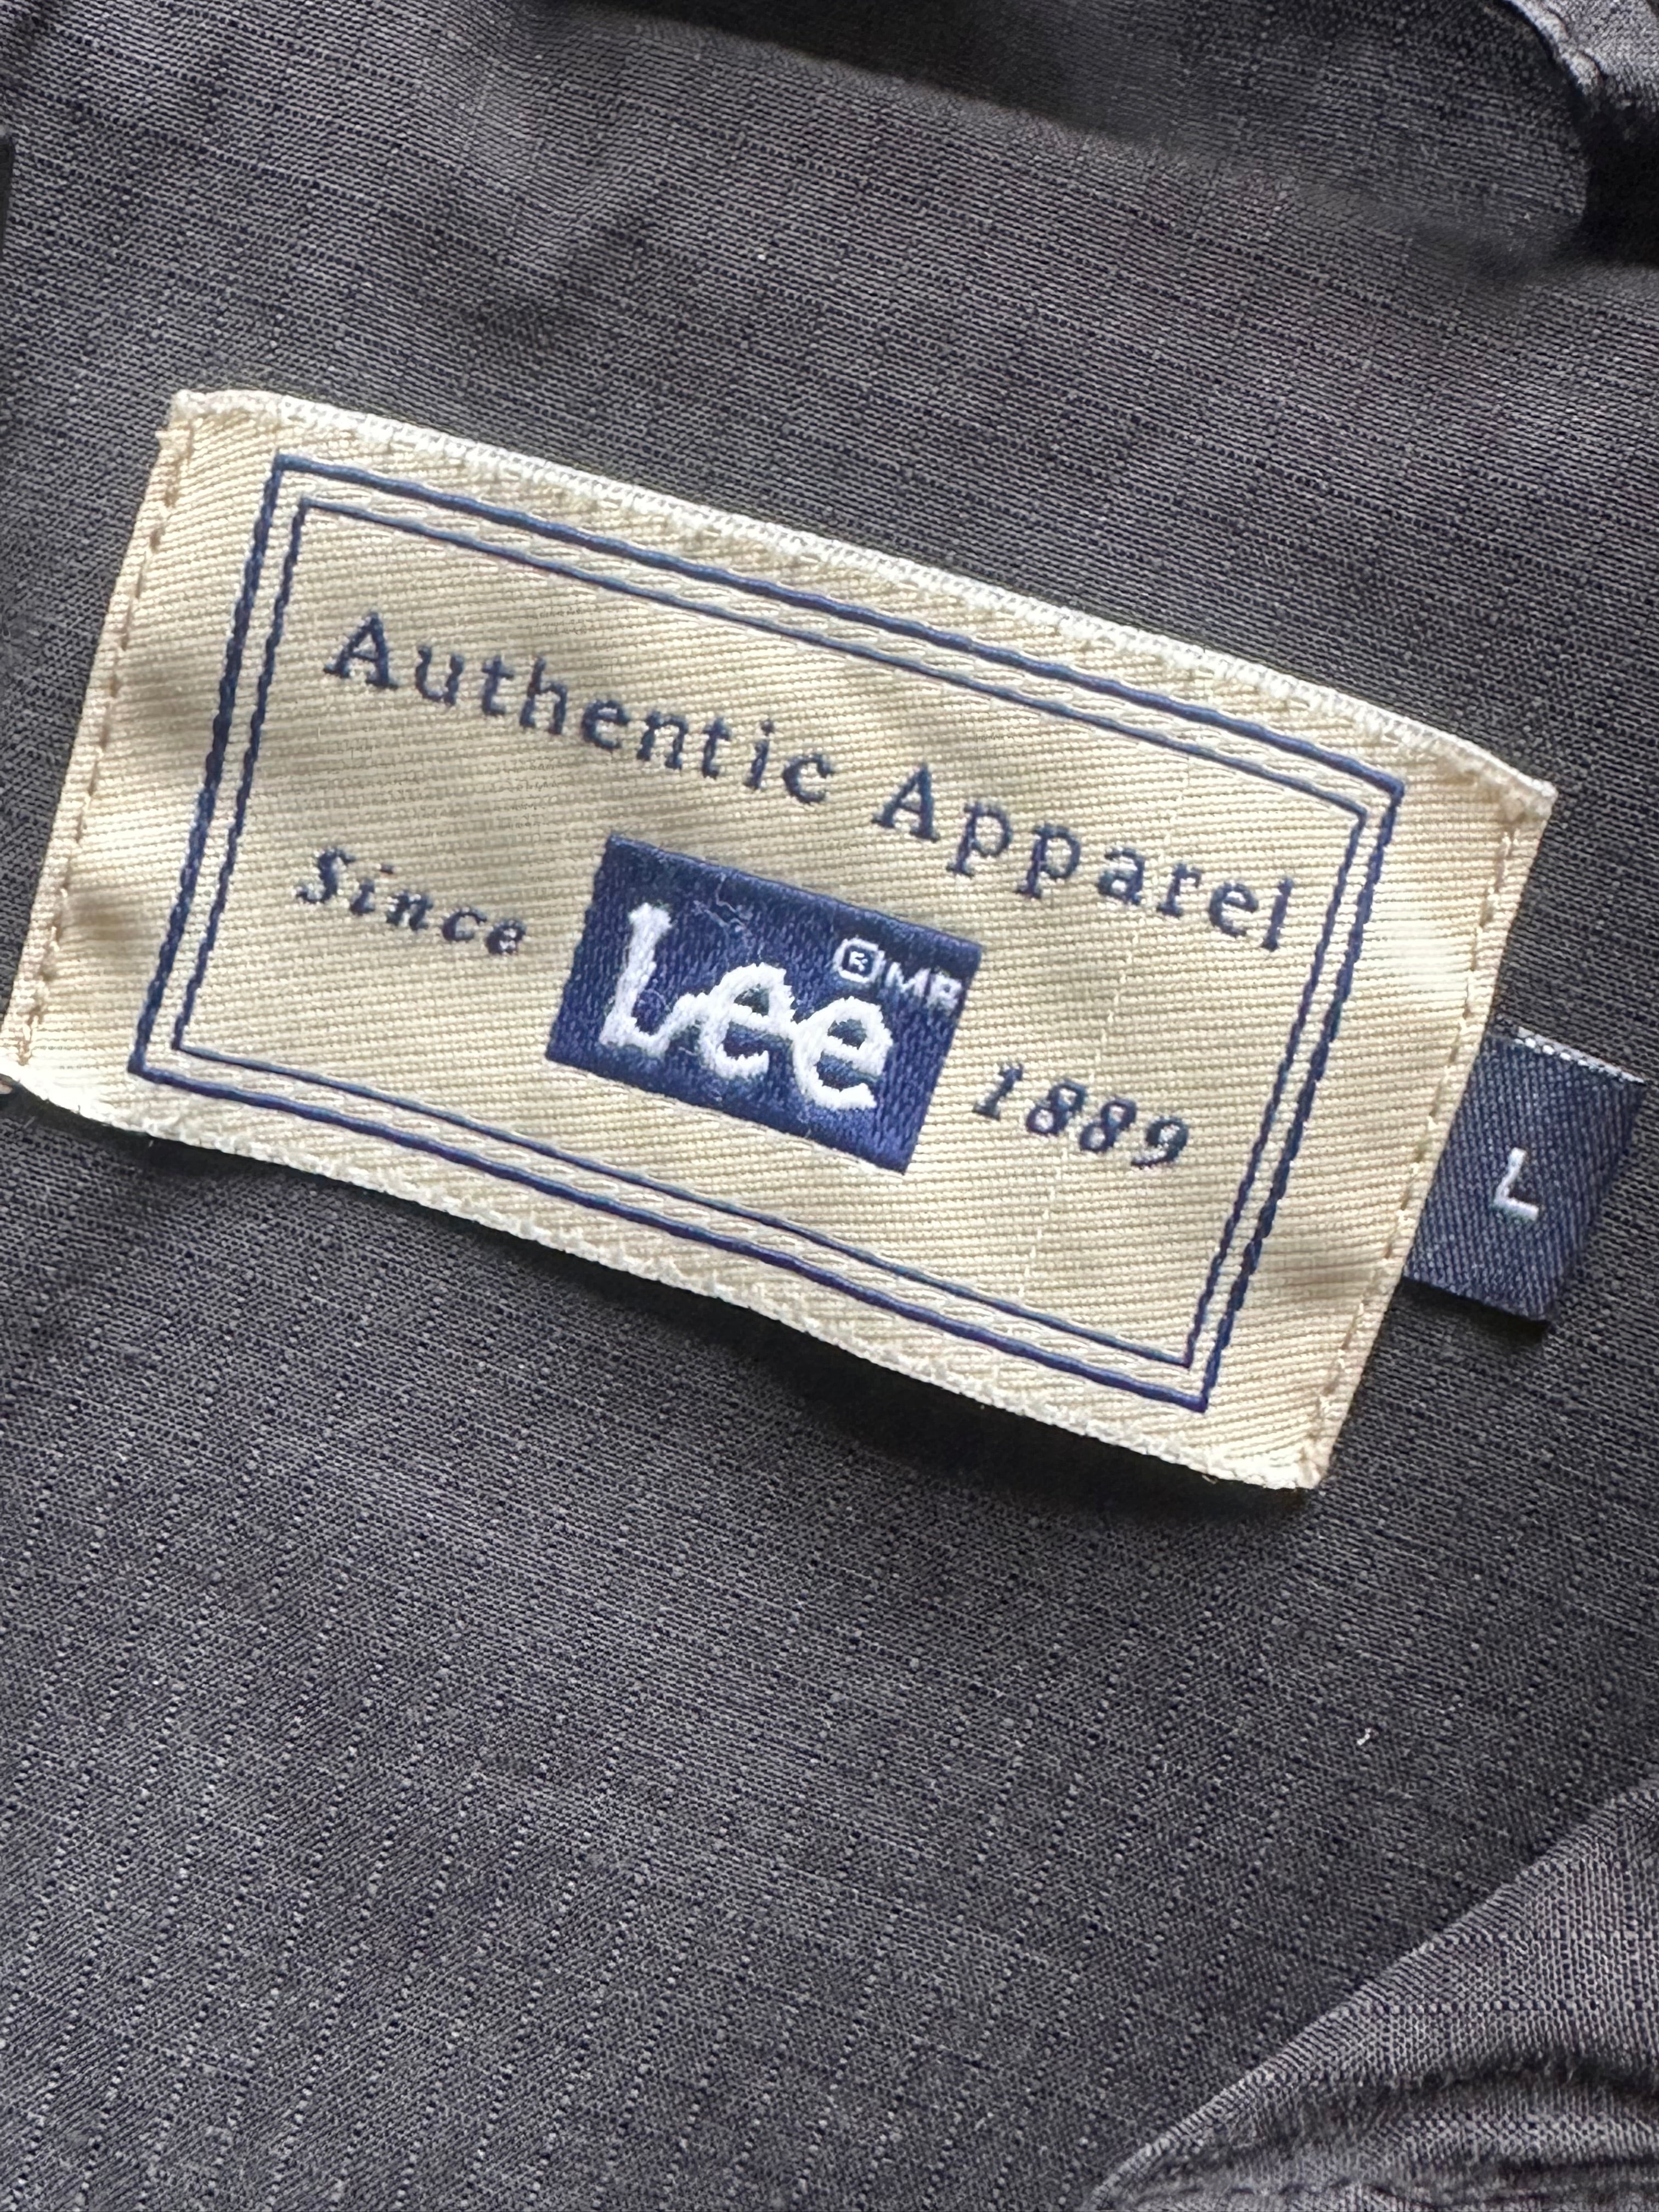 Authentic Apparel
Since Lee ®MR 1889
L